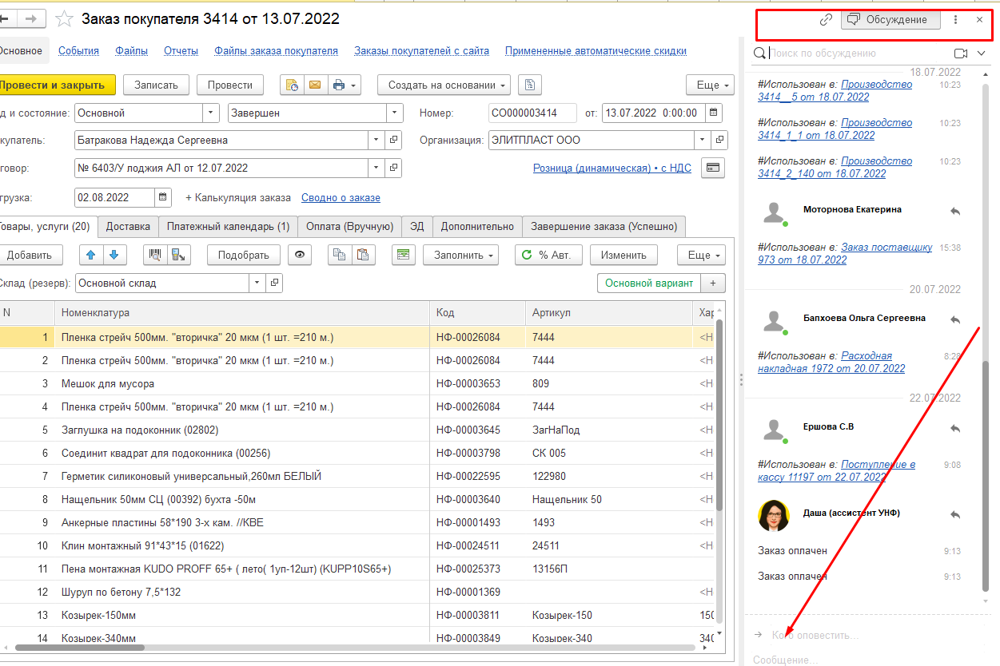 Заказ покупателя 3414 от 13.07.2022
Основное События Файлы Отчеты Файлы заказа покупателя Заказы покупателей с сайта Примененные автоматические скидки
Провести и закрыть Записать Провести Создать на основании Еще
д и состояние: Основной Завершен Номер: СО000003414 от: 13.07.2022 0:00:00
купатель: Батракова Надежда Сергеевна Организация: ЭЛИТПЛАСТ ООО
говор: № 6403/У лоджия АЛ от 12.07.2022 Розница (динамическая) • с НДС
грузка: 02.08.2022 + Калькуляция заказа Сводно о заказе
Товары, услуги (20) Доставка Платежный календарь (1) Оплата (Вручную) ЭД Дополнительно Завершение заказа (Успешно)
Добавить Подобрать Заполнить % Авт. Изменить Еще
Склад (резерв): Основной склад Основной вариант +
N Номенклатура Код Артикул Хар
1 Пленка стрейч 500мм. "вторичка" 20 мкм (1 шт. =210 м.) НФ-00026084 7444 <Н
2 Пленка стрейч 500мм. "вторичка" 20 мкм (1 шт. =210 м.) НФ-00026084 7444 <Н
3 Мешок для мусора НФ-00003653 809 <Н
4 Пленка стрейч 500мм. "вторичка" 20 мкм (1 шт. =210 м.) НФ-00026084 7444 <Н
5 Заглушка на подоконник (02802) НФ-00003645 ЗагНаПод <Н
6 Соединит квадрат для подоконника (00256) НФ-00003798 СК 005 <Н
7 Герметик силиконовый универсальный,260мл БЕЛЫЙ НФ-00022595 122980 <Н
8 Нащельник 50мм СЦ (00392) бухта -50м НФ-00003640 Нащельник 50 <Н
9 Анкерные пластины 58*190 3-х кам. //КВЕ НФ-00001493 1493 <Н
10 Клин монтажный 91*43*15 (01622) НФ-00024511 24511 <Н
11 Пена монтажная KUDO PROFF 65+ ( лето( 1уп-12шт) (KUPP10S65+) НФ-00025373 13156П
12 Шуруп по бетону 7,5*132 НФ-00001369 <Н
13 Козырек-150мм НФ-00003811 Козырек-150 150
14 Козырек-340мм НФ-00003849 Козырек-340 340
Обсуждение
Поиск по обсуждению
18.07.2022
#Использован в: Производство 10:23
3414__5 от 18.07.2022
#Использован в: Производство 10:23
3414_1_1 от 18.07.2022
#Использован в: Производство 10:23
3414_2_140 от 18.07.2022
Моторнова Екатерина
#Использован в: Заказ поставщику 15:38
973 от 18.07.2022
20.07.2022
Бапхоева Ольга Сергеевна
#Использован в: Расходная 8:28
накладная 1972 от 20.07.2022
22.07.2022
Ершова С.В
#Использован в: Поступление в 9:08
кассу 11197 от 22.07.2022
Даша (ассистент УНФ)
Заказ оплачен 9:13
Заказ оплачен 9:13
Кого оповестить...
Сообщение...